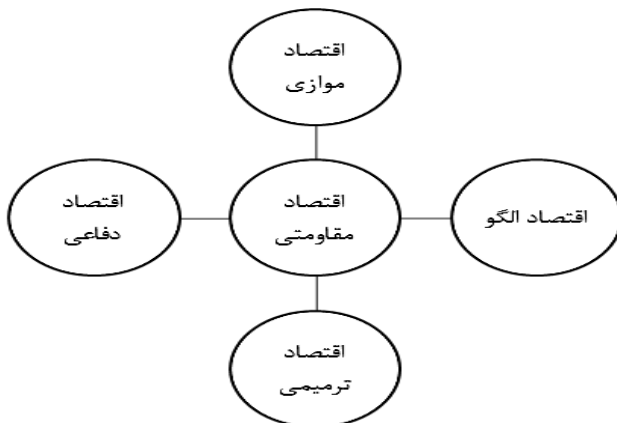 اقتصاد
موازی
اقتصاد الگو
اقتصاد
مقاومتی
اقتصاد
دفاعی
اقتصاد
ترمیمی